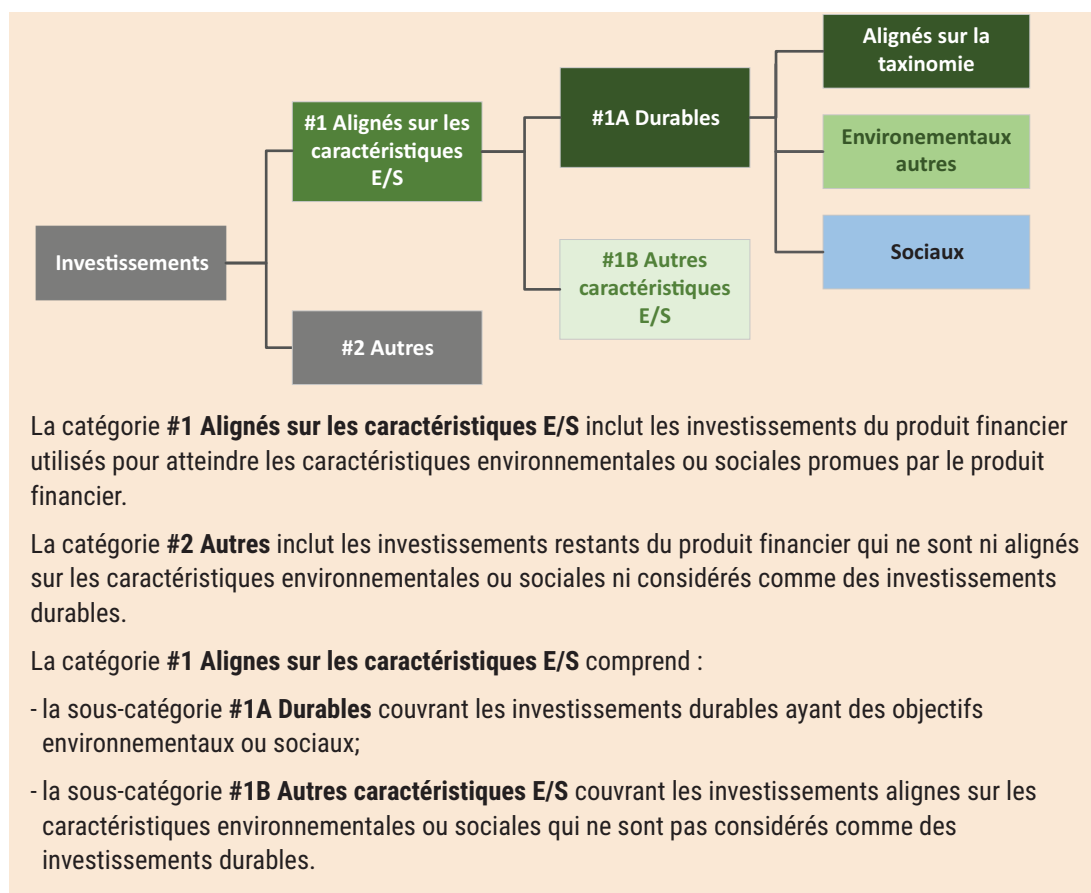 Alignés sur la
taxinomie
#1 Alignés sur les
caractéristiques
E/S
#1A Durables
Environementaux
autres
Investissements
#1B Autres
caractéristiques
E/S
Sociaux
#2 Autres
La catégorie #1 Alignés sur les caractéristiques E/S inclut les investissements du produit financier
utilisés pour atteindre les caractéristiques environnementales ou sociales promues par le produit
financier.
La catégorie #2 Autres inclut les investissements restants du produit financier qui ne sont ni alignés
sur les caractéristiques environnementales ou sociales ni considérés comme des investissements
durables.
La catégorie #1 Alignes sur les caractéristiques E/S comprend :
- la sous-catégorie #1A Durables couvrant les investissements durables ayant des objectifs
environnementaux ou sociaux;
- la sous-catégorie #1B Autres caractéristiques E/S couvrant les investissements alignes sur les
caractéristiques environnementales ou sociales qui ne sont pas considérés comme des
investissements durables.